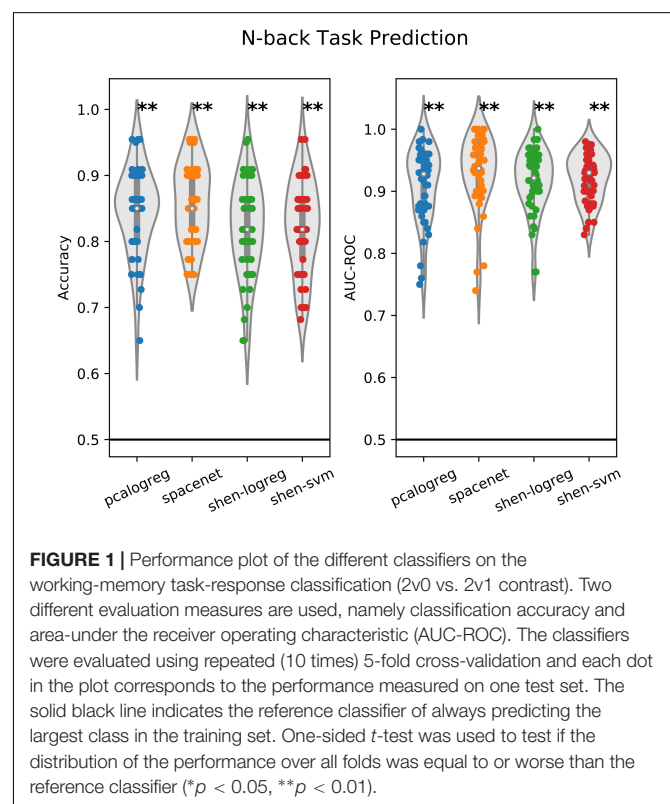 N-back Task Prediction
** ** ** **
1.0
0.9
0.8
0.7
0.6
0.5
Accuracy
pcalogreg
spacenet
shen-logreg
shen-svm
** ** ** **
1.0
0.9
0.8
0.7
0.6
0.5
AUC-ROC
pcalogreg
spacenet
shen-logreg
shen-svm
FIGURE 1 | Performance plot of the different classifiers on the
working-memory task-response classification (2v0 vs. 2v1 contrast). Two
different evaluation measures are used, namely classification accuracy and
area-under the receiver operating characteristic (AUC-ROC). The classifiers
were evaluated using repeated (10 times) 5-fold cross-validation and each dot
in the plot corresponds to the performance measured on one test set. The
solid black line indicates the reference classifier of always predicting the
largest class in the training set. One-sided t-test was used to test if the
distribution of the performance over all folds was equal to or worse than the
reference classifier (*p < 0.05, **p < 0.01).